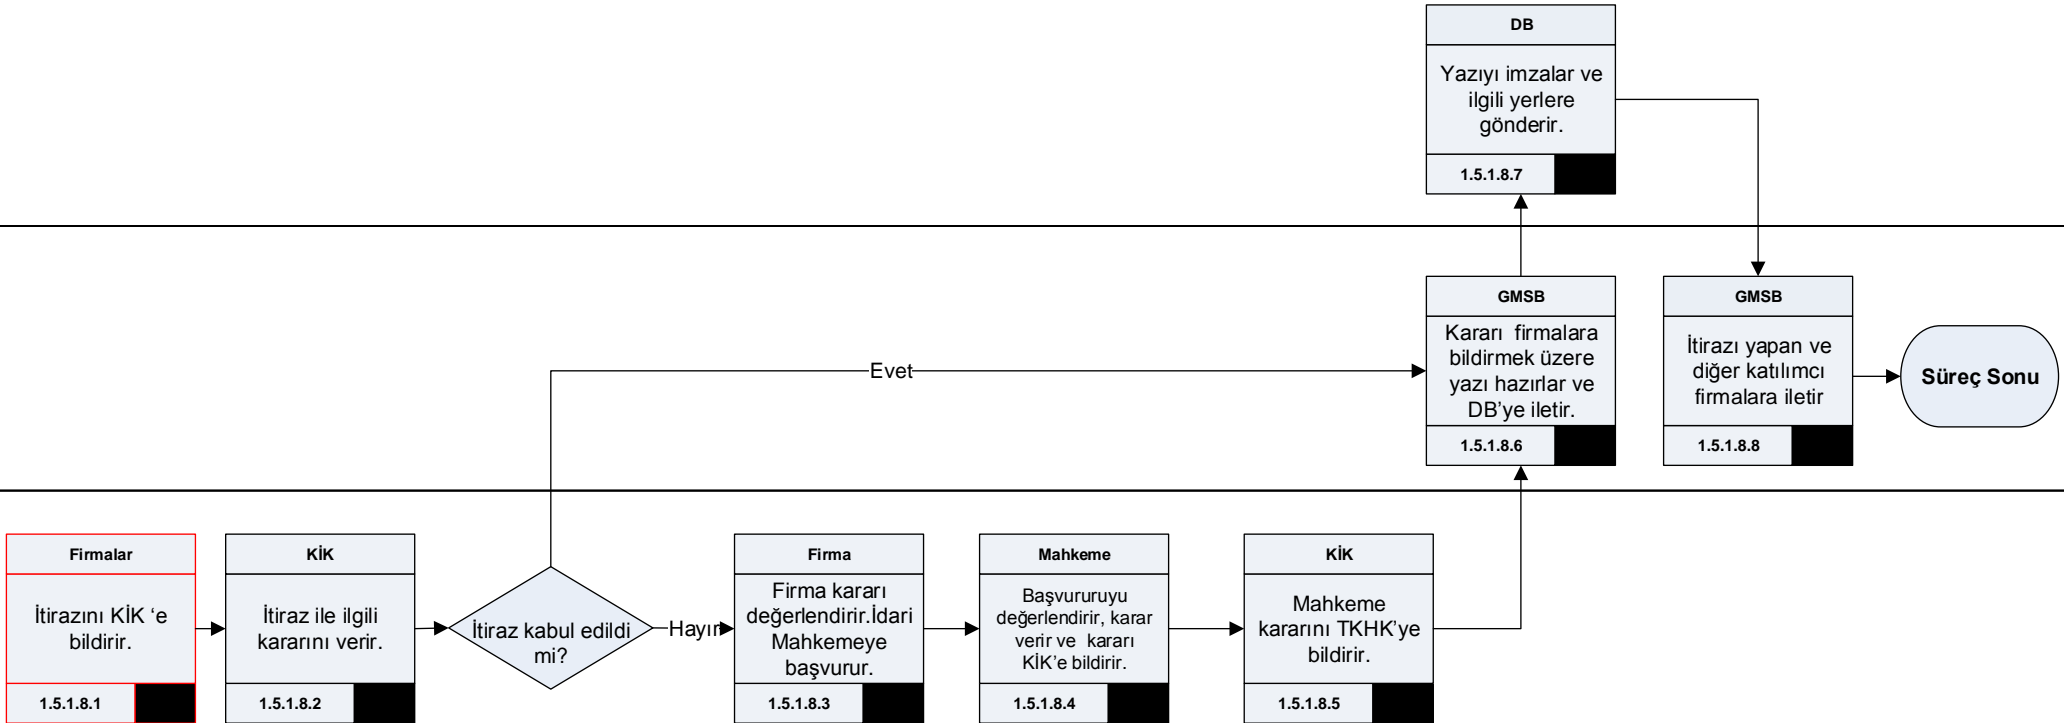 DB
Yazıyı imzalar ve
ilgili yerlere
gönderir.
1.5.1.8.7
GMSB
Kararı firmalara
bildirmek üzere
yazı hazırlar ve
DB’ye iletir.
1.5.1.8.6
GMSB
İtirazı yapan ve
diğer katılımcı
firmalara iletir
1.5.1.8.8
Süreç Sonu
Evet
Firmalar
İtirazını KİK ‘e
bildirir.
1.5.1.8.1
KİK
İtiraz ile ilgili
kararını verir.
1.5.1.8.2
İtiraz kabul edildi
mi?
Hayır
Firma
Firma kararı
değerlendirir.İdari
Mahkemeye
başvurur.
1.5.1.8.3
Mahkeme
Başvururuyu
değerlendirir, karar
verir ve kararı
KİK’e bildirir.
1.5.1.8.4
KİK
Mahkeme
kararını TKHK’ye
bildirir.
1.5.1.8.5